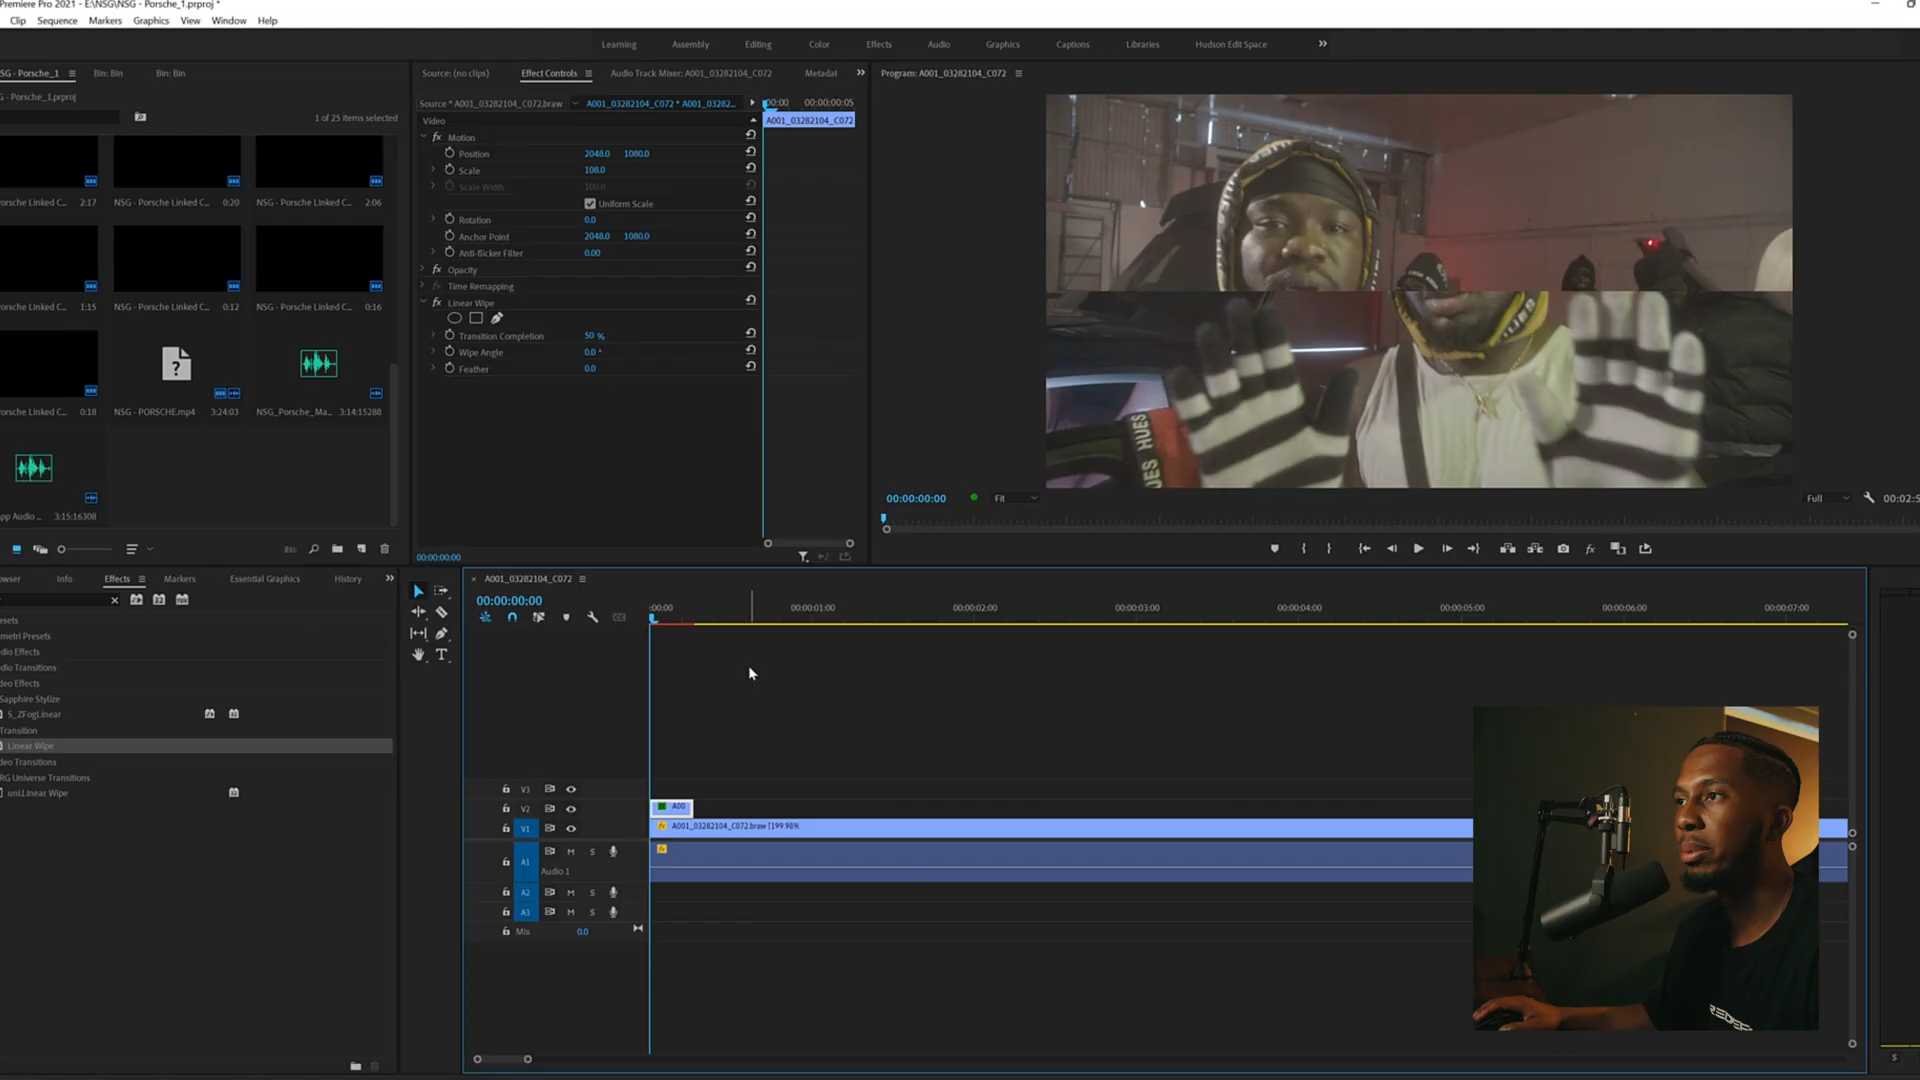 Premiere Pro 2021 - E:\NSG\NSG - Porsche_1.prproj *
Clip Sequence Markers Graphics View Window Help
Learning Assembly Editing Color Effects Audio Graphics Captions Libraries Hudson Edit Space
SG - Porsche_1 Bin: Bin Bin: Bin
G - Porsche_1.prproj
1 of 25 items selected
orsche Linked C... 2:17 NSG - Porsche Linked C... 0:20 NSG - Porsche Linked C... 2:06
orsche Linked C... 1:15 NSG - Porsche Linked C... 0:12 NSG - Porsche Linked C... 0:16
orsche Linked C... 0:18 NSG - PORSCHE.mp4 3:24:03 NSG_Porsche_Ma... 3:14:15288
pp Audio ... 3:15:16308
Source: (no clips) Effect Controls Audio Track Mixer: A001_03282104_C072 Metadat
Source * A001_03282104_C072.braw A001_03282104_C072 * A001_03282... 00:00 00:00:00:05
Video A001_03282104_C072
fx Motion
Position 2048.0 1080.0
Scale 108.0
Scale Width 100.0
Uniform Scale
Rotation 0.0
Anchor Point 2048.0 1080.0
Anti-flicker Filter 0.00
fx Opacity
fx Time Remapping
fx Linear Wipe
Transition Completion 50 %
Wipe Angle 0.0 °
Feather 0.0
00:00:00:00
Program: A001_03282104_C072
HUES
UES
00:00:00:00 Fit Full 00:02:5
owser Info Effects Markers Essential Graphics History
esets
metri Presets
dio Effects
dio Transitions
deo Effects
Sapphire Stylize
S_ZFogLinear
Transition
Linear Wipe
deo Transitions
RG Universe Transitions
uni.Linear Wipe
A001_03282104_C072
00:00:00:00
:00:00 00:00:01:00 00:00:02:00 00:00:03:00 00:00:04:00 00:00:05:00 00:00:06:00 00:00:07:00
V3
V2 A00
V1 fx A001_03282104_C072.braw [199.98%
A1 M S fx
Audio 1
A2 M S
A3 M S
Mix 0.0
S